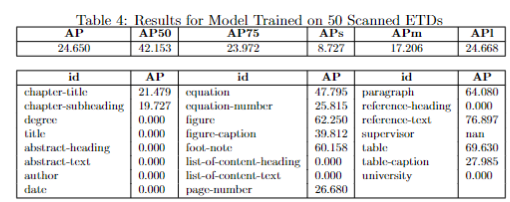 Table 4: Results for Model Trained on 50 Scanned ETDs
AP AP50 AP75 APs APm APl
24.650 42.153 23.972 8.727 17.206 24.668
id AP id AP id AP
chapter-title 21.479 equation 47.795 paragraph 64.080
chapter-subheading 19.727 equation-number 25.815 reference-heading 0.000
degree 0.000 figure 62.250 reference-text 76.897
title 0.000 figure-caption 39.812 supervisor nan
abstract-heading 0.000 foot-note 60.158 table 69.630
abstract-text 0.000 list-of-content-heading 0.000 table-caption 27.985
author 0.000 list-of-content-text 0.000 university 0.000
date 0.000 page-number 26.680